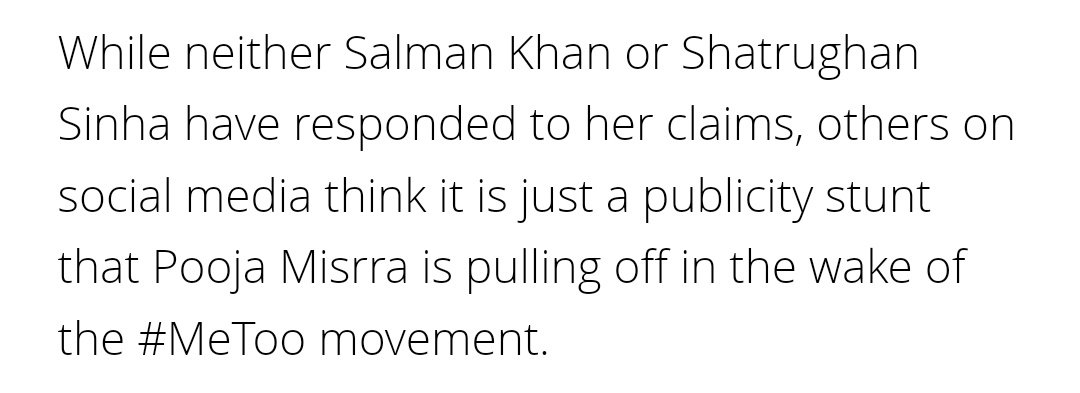 While neither Salman Khan or Shatrughan
Sinha have responded to her claims, others on
social media think it is just a publicity stunt
that Pooja Misrra is pulling off in the wake of
the #MeToo movement.